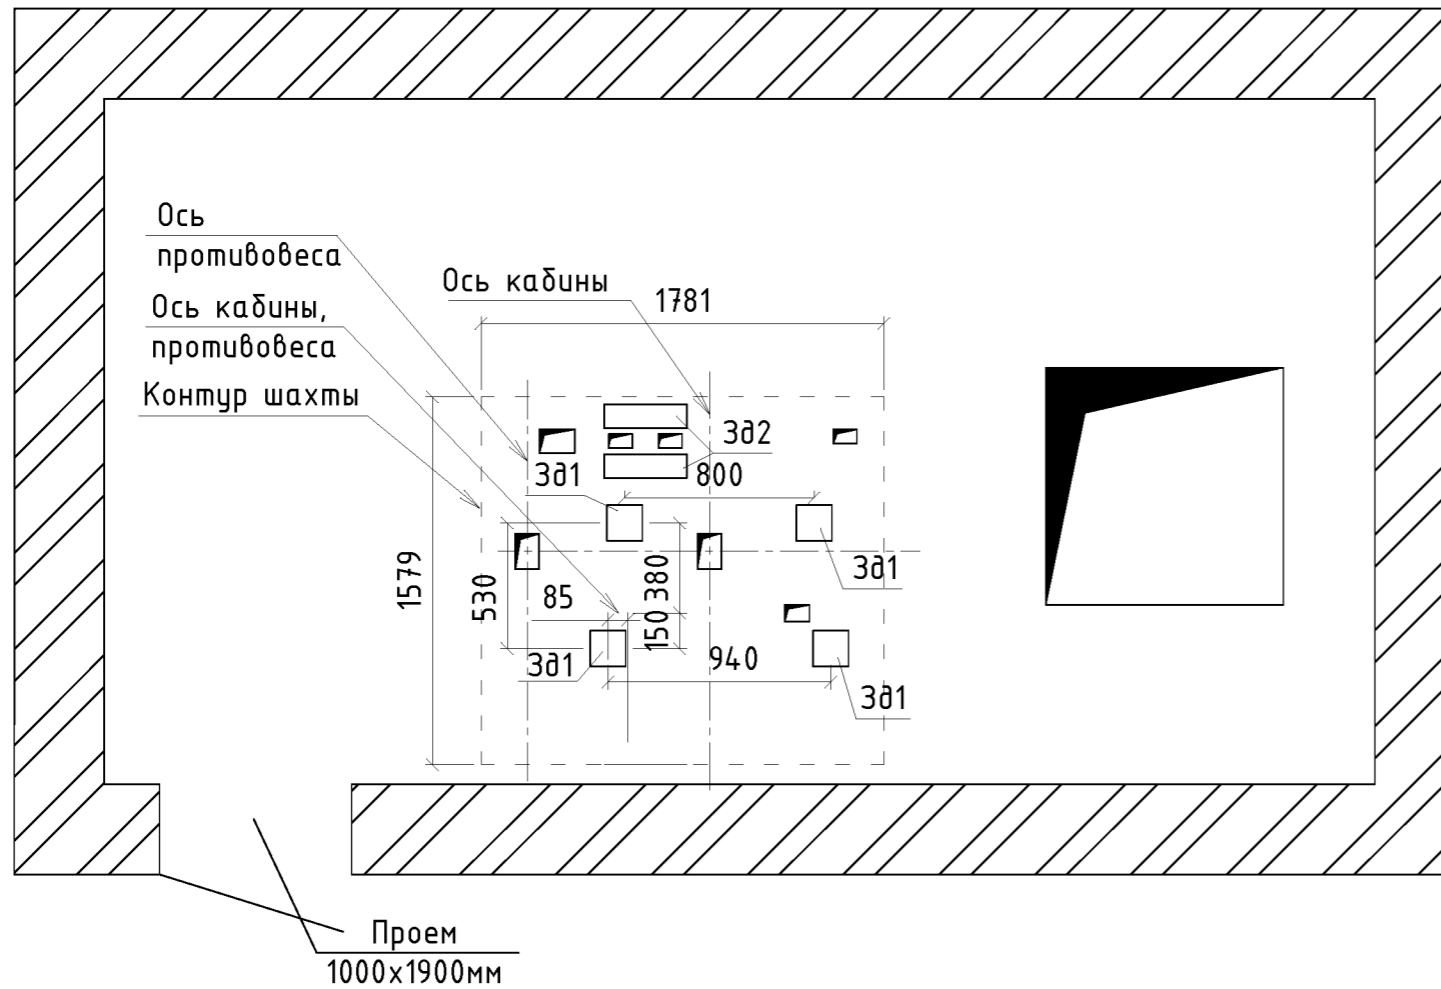 Ось
противовеса
Ось кабины
1781
Ось кабины,
противовеса
Контур шахты
Зд2
Зд1
800
1579
530
85
380
Зд1
150
Зд1
940
Зд1
Проем
1000х1900мм